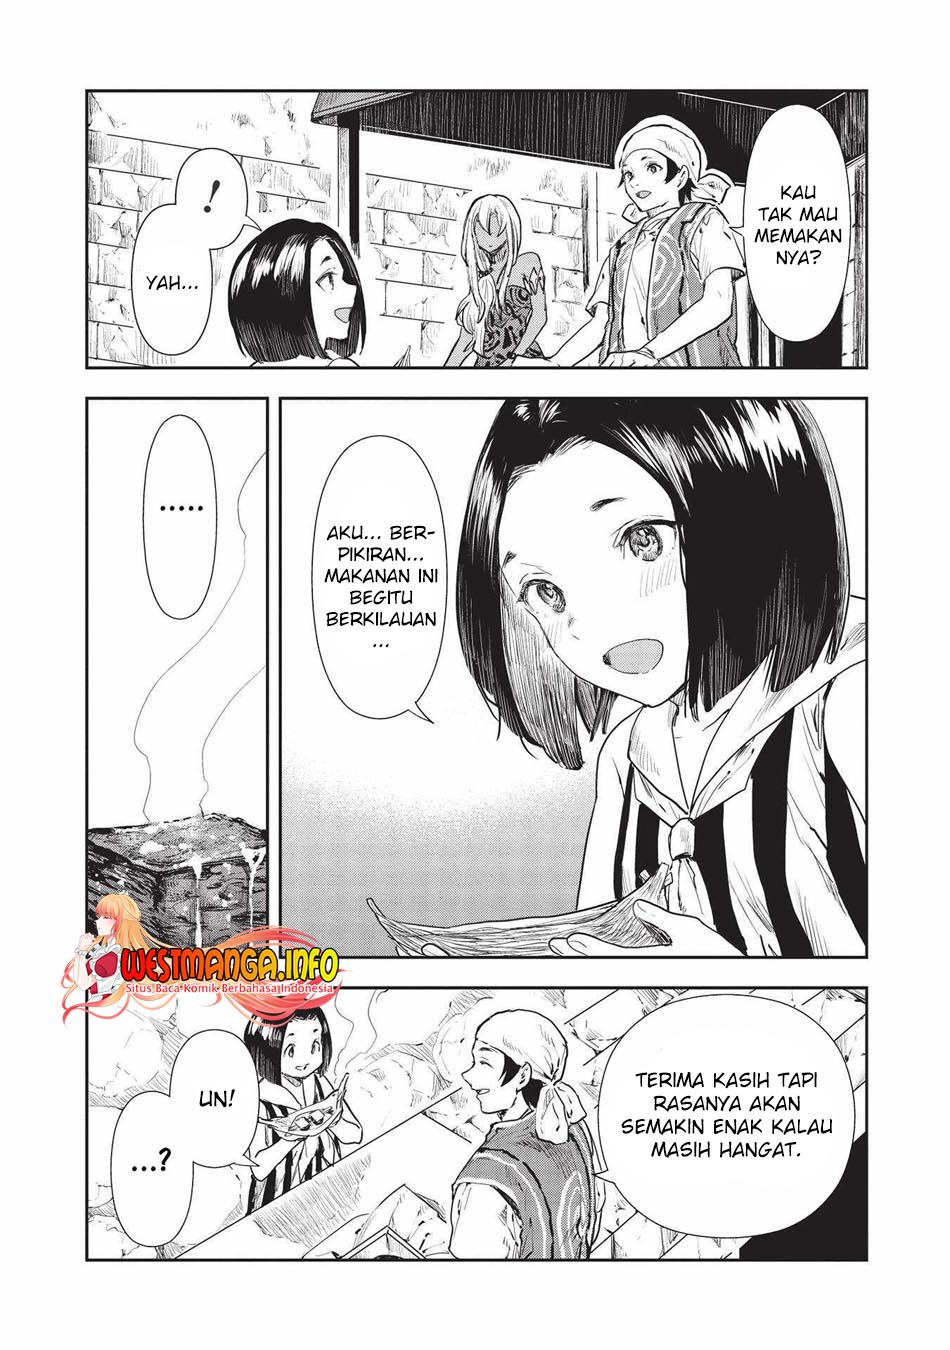 KAU
TAK MAU
MEMAKAN
NYA?
!
YAH...
AKU... BER-
PIKIRAN...
MAKANAN INI
BEGITU
BERKILAUAN
...
.....
WESTMANGA.INFO
Situs Baca Komik Berbahasa Indonesia
TERIMA KASIH TAPI
RASANYA AKAN
SEMAKIN ENAK KALAU
MASIH HANGAT.
UN!
...?